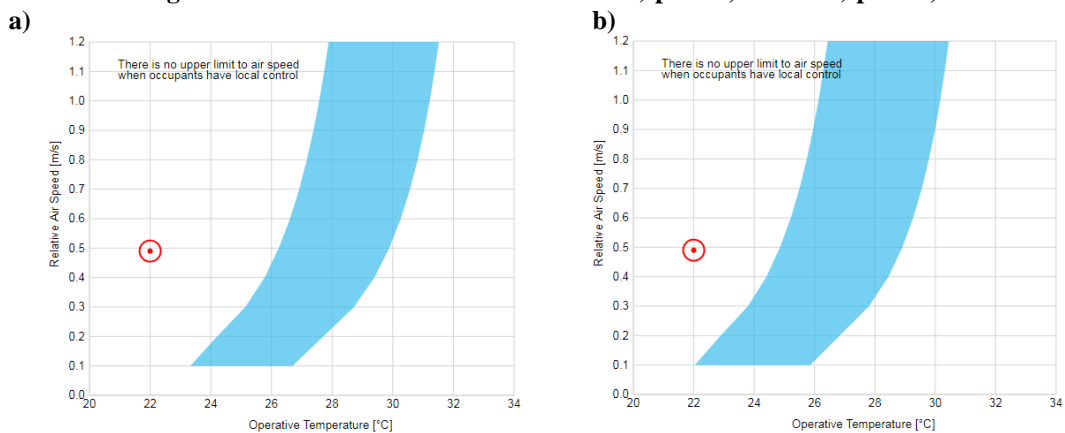 a)
b)
1.2
1.1
1.0
0.9
0.8
0.7
0.6
0.5
0.4
0.3
0.2
0.1
0.0
There is no upper limit to air speed
when occupants have local control
Relative Air Speed [m/s]
20 22 24 26 28 30 32 34
Operative Temperature [°C]
1.2
1.1
1.0
0.9
0.8
0.7
0.6
0.5
0.4
0.3
0.2
0.1
0.0
There is no upper limit to air speed
when occupants have local control
Relative Air Speed [m/s]
20 22 24 26 28 30 32 34
Operative Temperature [°C]